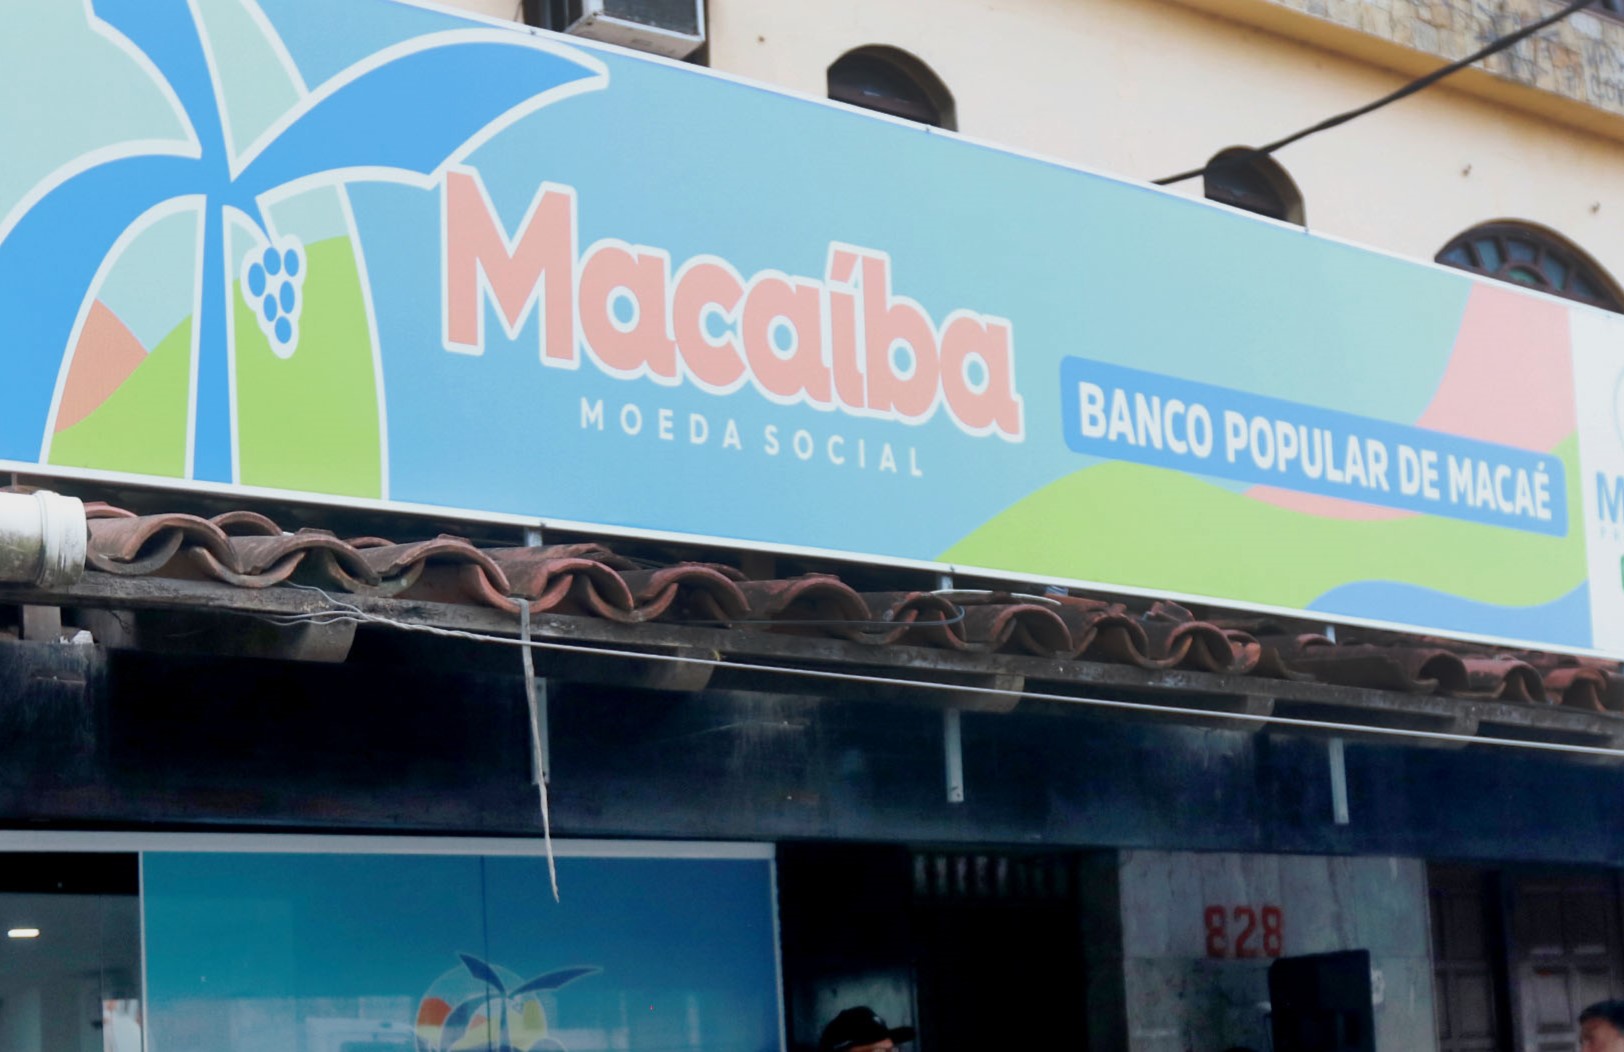 Macaíba
MOEDA SOCIAL
BANCO POPULAR DE MACAÉ
828